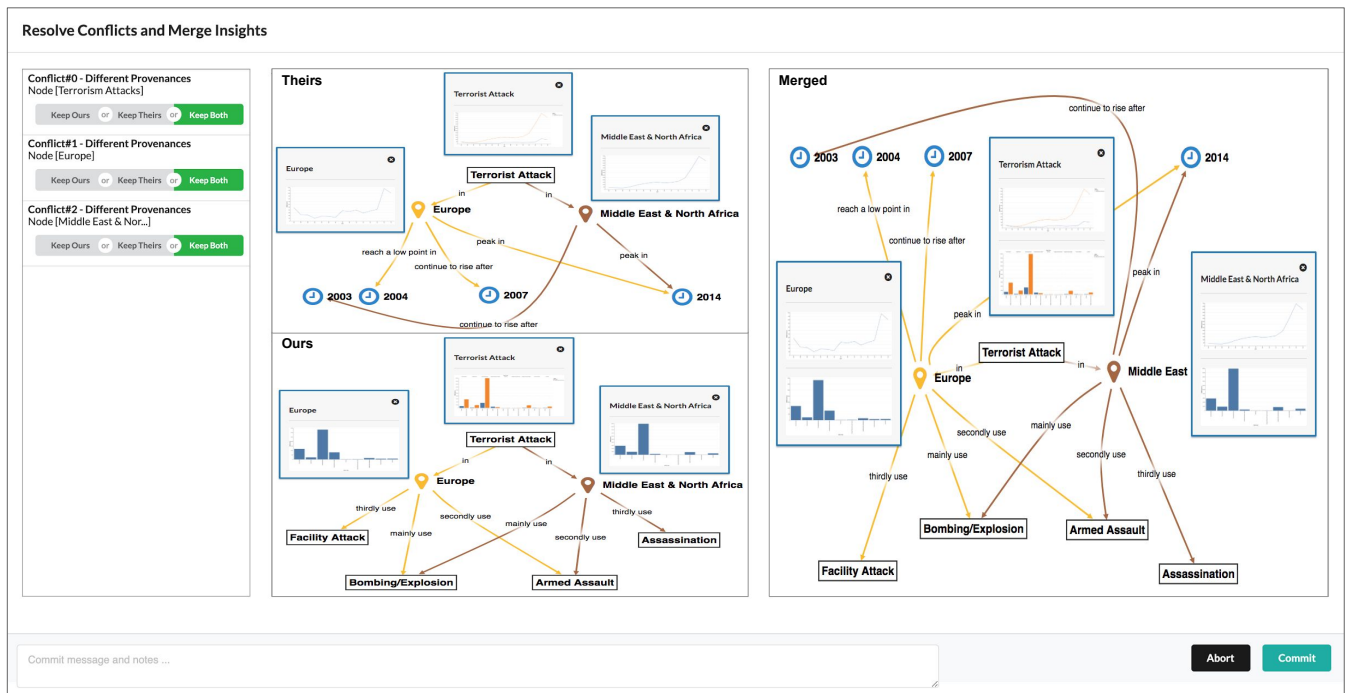 Resolve Conflicts and Merge Insights
Conflict#0 - Different Provenances
Node [Terrorism Attacks]
Keep Ours or Keep Theirs or Keep Both
Conflict#1 - Different Provenances
Node [Europe]
Keep Ours or Keep Theirs or Keep Both
Conflict#2 - Different Provenances
Node [Middle East & Nor...]
Keep Ours or Keep Theirs or Keep Both
Theirs
Terrorist Attack
Middle East & North Africa
Europe
Terrorist Attack
in
in
Europe
Middle East & North Africa
reach a low point in
peak in
peak in
continue to rise after
2003
2004
2007
2014
continue to rise after
Ours
Terrorist Attack
Europe
Middle East & North Africa
Terrorist Attack
in
in
Europe
Middle East & North Africa
thirdly use
secondly use
mainly use
thirdly use
mainly use
secondly use
Facility Attack
Assassination
Bombing/Explosion
Armed Assault
Merged
continue to rise after
2003
2004
2007
2014
Terrorism Attack
reach a low point in
continue to rise after
peak in
Europe
Middle East & North Africa
peak in
Terrorist Attack
in
in
Europe
Middle East
secondly use
mainly use
mainly use
secondly use
thirdly use
thirdly use
Bombing/Explosion
Armed Assault
Facility Attack
Assassination
Commit message and notes ...
Abort
Commit